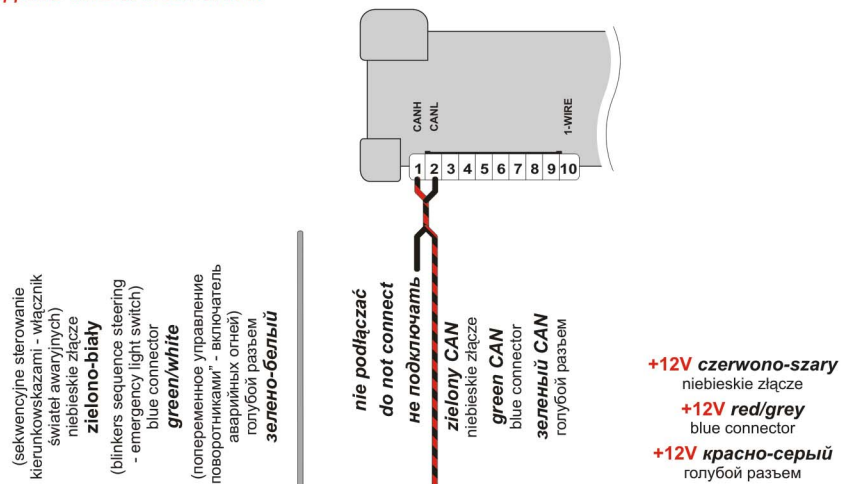 CANH
CANL
1-WIRE
1 2 3 4 5 6 7 8 9 10
(sekwencyjne sterowanie
kierunkowskazami - włącznik
świateł awaryjnych)
niebieskie złącze
zielono-biały
(blinkers sequence steering
- emergency light switch)
blue connector
green/white
(попеременное управление
поворотниками" - включатель
аварийных огней)
голубой разъем
зелено-белый
nie podłączać
do not connect
не подключать
zielony CAN
niebieskie złącze
green CAN
blue connector
зеленый CAN
голубой разъем
+12V czerwono-szary
niebieskie złącze
+12V red/grey
blue connector
+12V красно-серый
голубой разъем